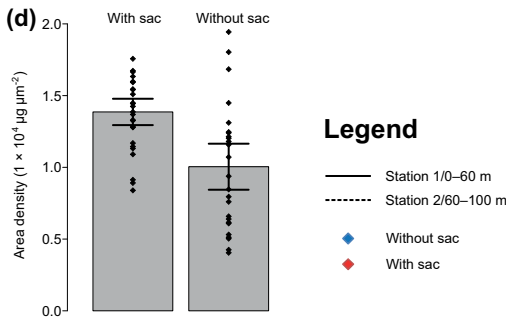 (d)
With sac Without sac
2.0
1.5
1.0
0.5
0.0
Area density (1 × 10⁴ μg μm⁻²)
Legend
Station 1/0–60 m
Station 2/60–100 m
Without sac
With sac